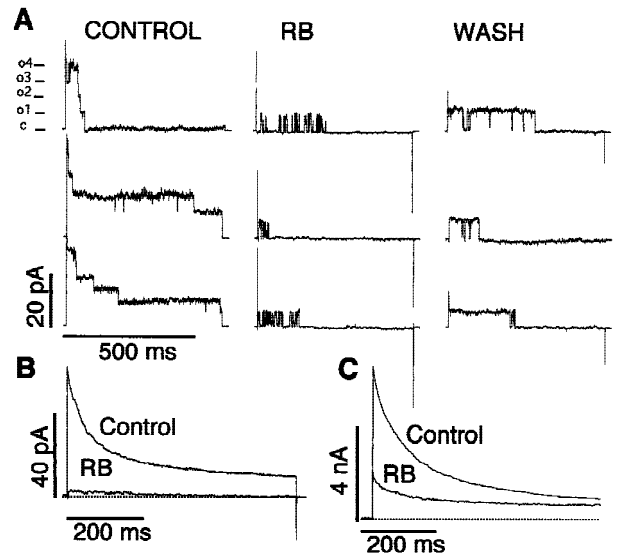 A
CONTROL RB WASH
o4
o3
o2
o1
c
20 pA
500 ms
B
C
Control
RB
40 pA
200 ms
Control
RB
4 nA
200 ms